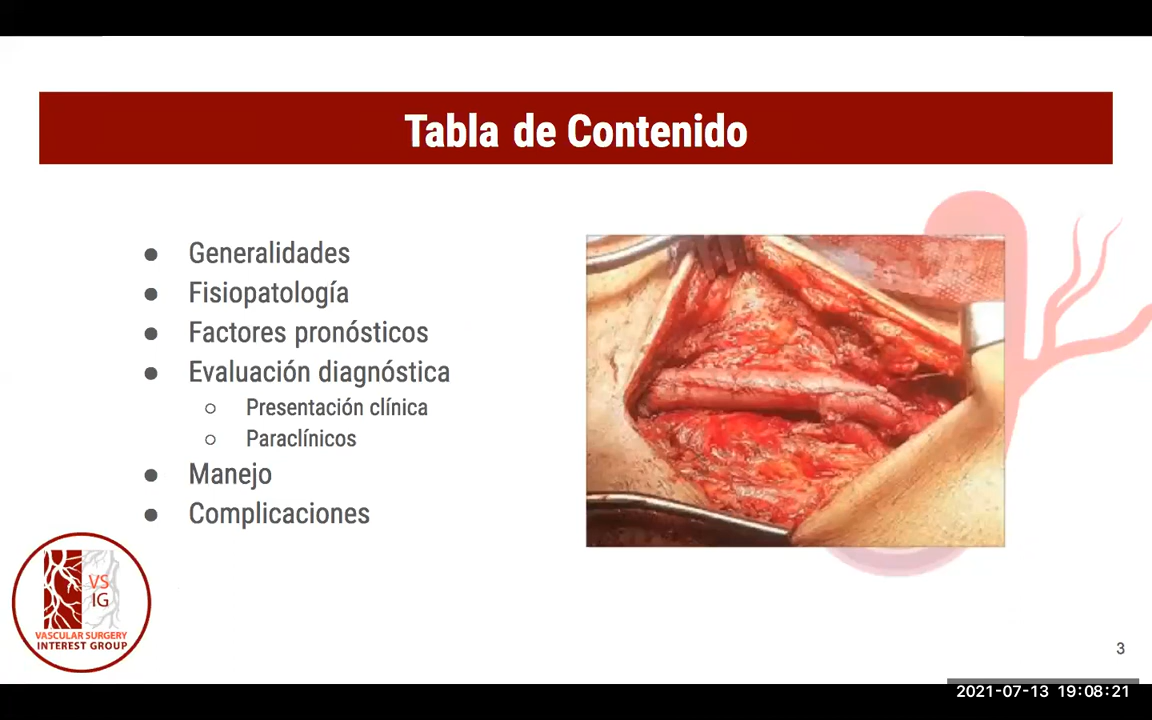 Tabla de Contenido
● Generalidades
● Fisiopatología
● Factores pronósticos
● Evaluación diagnóstica
○ Presentación clínica
○ Paraclínicos
● Manejo
● Complicaciones
VS
IG
VASCULAR SURGERY
INTEREST GROUP
3
2021-07-13 19:08:21